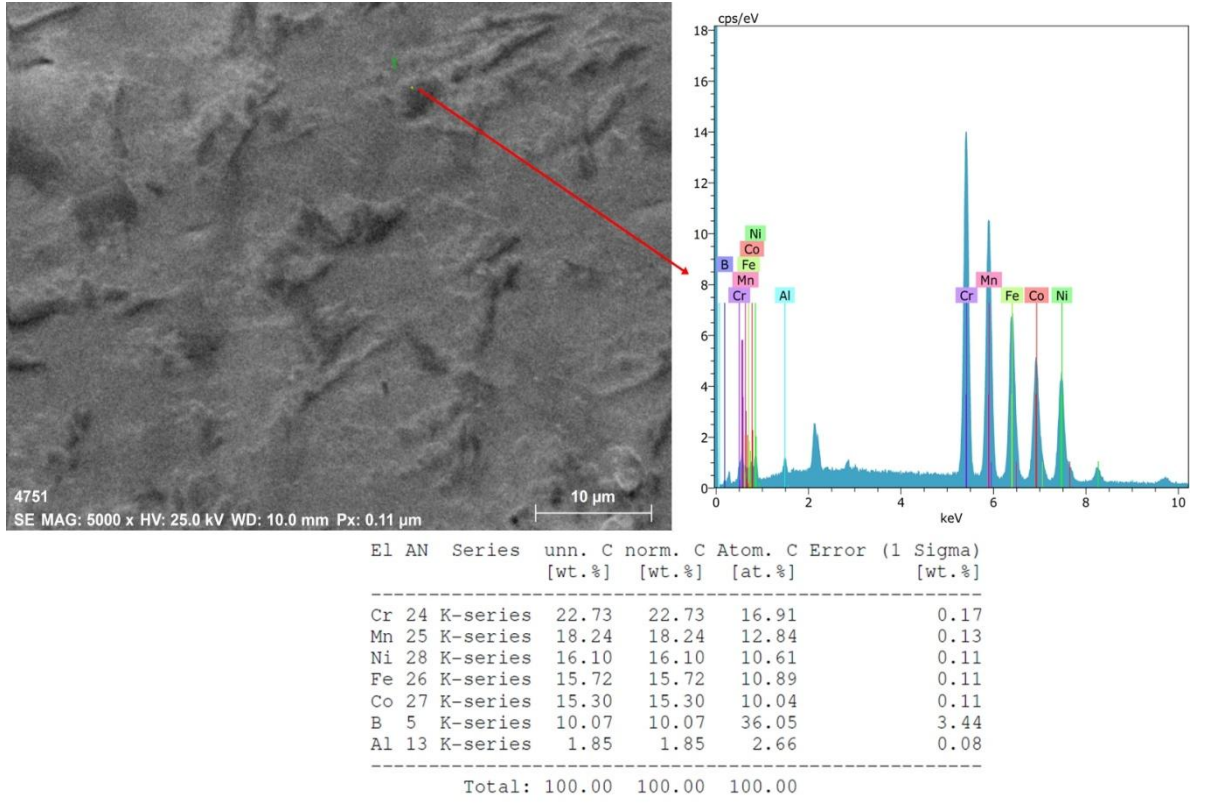 4751
SE MAG: 5000 x HV: 25.0 kV WD: 10.0 mm Px: 0.11 µm
10 µm
cps/eV
18
16
14
12
10
8
6
4
2
0
Ni
Co
B Fe
Mn
Cr Al
Mn
Cr Fe Co Ni
2 4 6 8 10
keV
El AN Series unn. C norm. C Atom. C Error (1 Sigma)
[wt.%] [wt.%] [at.%] [wt.%]
Cr 24 K-series 22.73 22.73 16.91 0.17
Mn 25 K-series 18.24 18.24 12.84 0.13
Ni 28 K-series 16.10 16.10 10.61 0.11
Fe 26 K-series 15.72 15.72 10.89 0.11
Co 27 K-series 15.30 15.30 10.04 0.11
B 5 K-series 10.07 10.07 36.05 3.44
Al 13 K-series 1.85 1.85 2.66 0.08
Total: 100.00 100.00 100.00